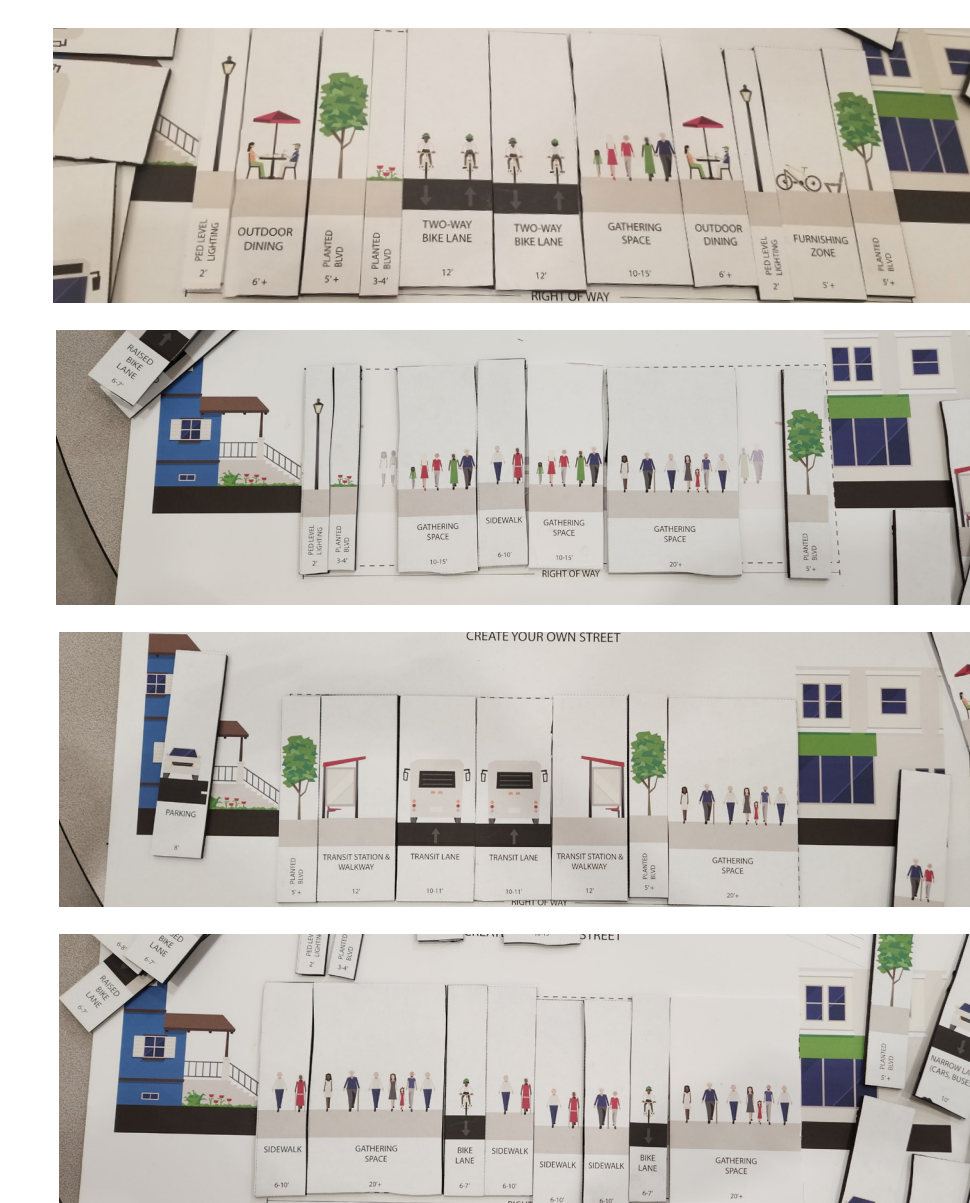 PED LEVEL
LIGHTING
2'
OUTDOOR
DINING
6'+
PLANTED
BLVD
5'+
PLANTED
BLVD
3-4'
TWO-WAY
BIKE LANE
12'
TWO-WAY
BIKE LANE
12'
GATHERING
SPACE
10-15'
OUTDOOR
DINING
6'+
PED LEVEL
LIGHTING
2'
FURNISHING
ZONE
5'+
PLANTED
BLVD
5'+
RIGHT OF WAY
RAISED
BIKE
LANE
6-7'
PED LEVEL
LIGHTING
2'
PLANTED
BLVD
3-4'
GATHERING
SPACE
10-15'
SIDEWALK
6-10'
GATHERING
SPACE
10-15'
GATHERING
SPACE
20'+
PLANTED
BLVD
5'+
RIGHT OF WAY
CREATE YOUR OWN STREET
PARKING
8'
PLANTED
BLVD
5'+
TRANSIT STATION &
WALKWAY
12'
TRANSIT LANE
10-11'
TRANSIT LANE
10-11'
TRANSIT STATION &
WALKWAY
12'
PLANTED
BLVD
5'+
GATHERING
SPACE
20'+
RIGHT OF WAY
STREET
6-8'
BIKE
LANE
6-7'
RAISED
BIKE
LANE
6-7'
PED LEV
LIGHTIN
2'
PLANTED
BLVD
3-4'
SIDEWALK
6-10'
GATHERING
SPACE
20'+
BIKE
LANE
6-7'
SIDEWALK
6-10'
SIDEWALK
6-10'
SIDEWALK
6-10'
BIKE
LANE
6-7'
GATHERING
SPACE
20'+
PLANTED
BLVD
5'+
NARROW LA
(CARS, BUSE
10'